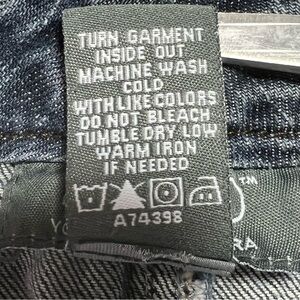 TURN GARMENT
INSIDE OUT
MACHINE WASH
COLD
WITH LIKE COLORS
DO NOT BLEACH
TUMBLE DRY LOW
WARM IRON
IF NEEDED
A74398
™